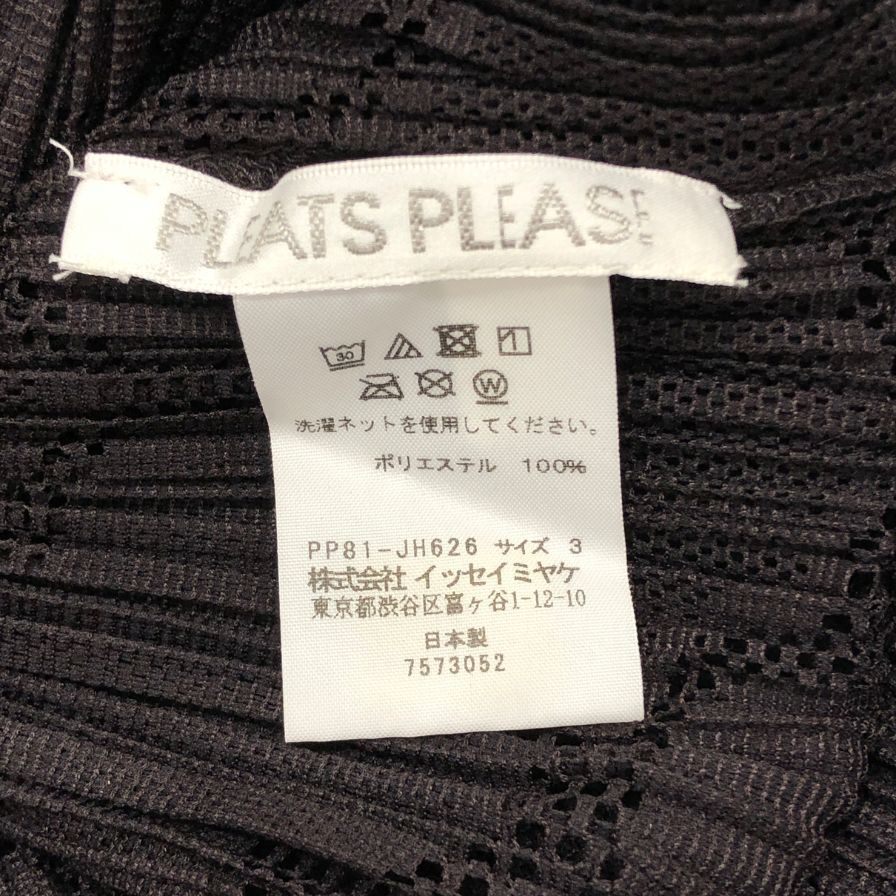 PLEATS PLEASE
30
1
W
洗濯ネットを使用してください。
ポリエステル 100%
PP81-JH626 サイズ 3
株式会社 イッセイミヤケ
東京都渋谷区富ヶ谷1-12-10
日本製
7573052